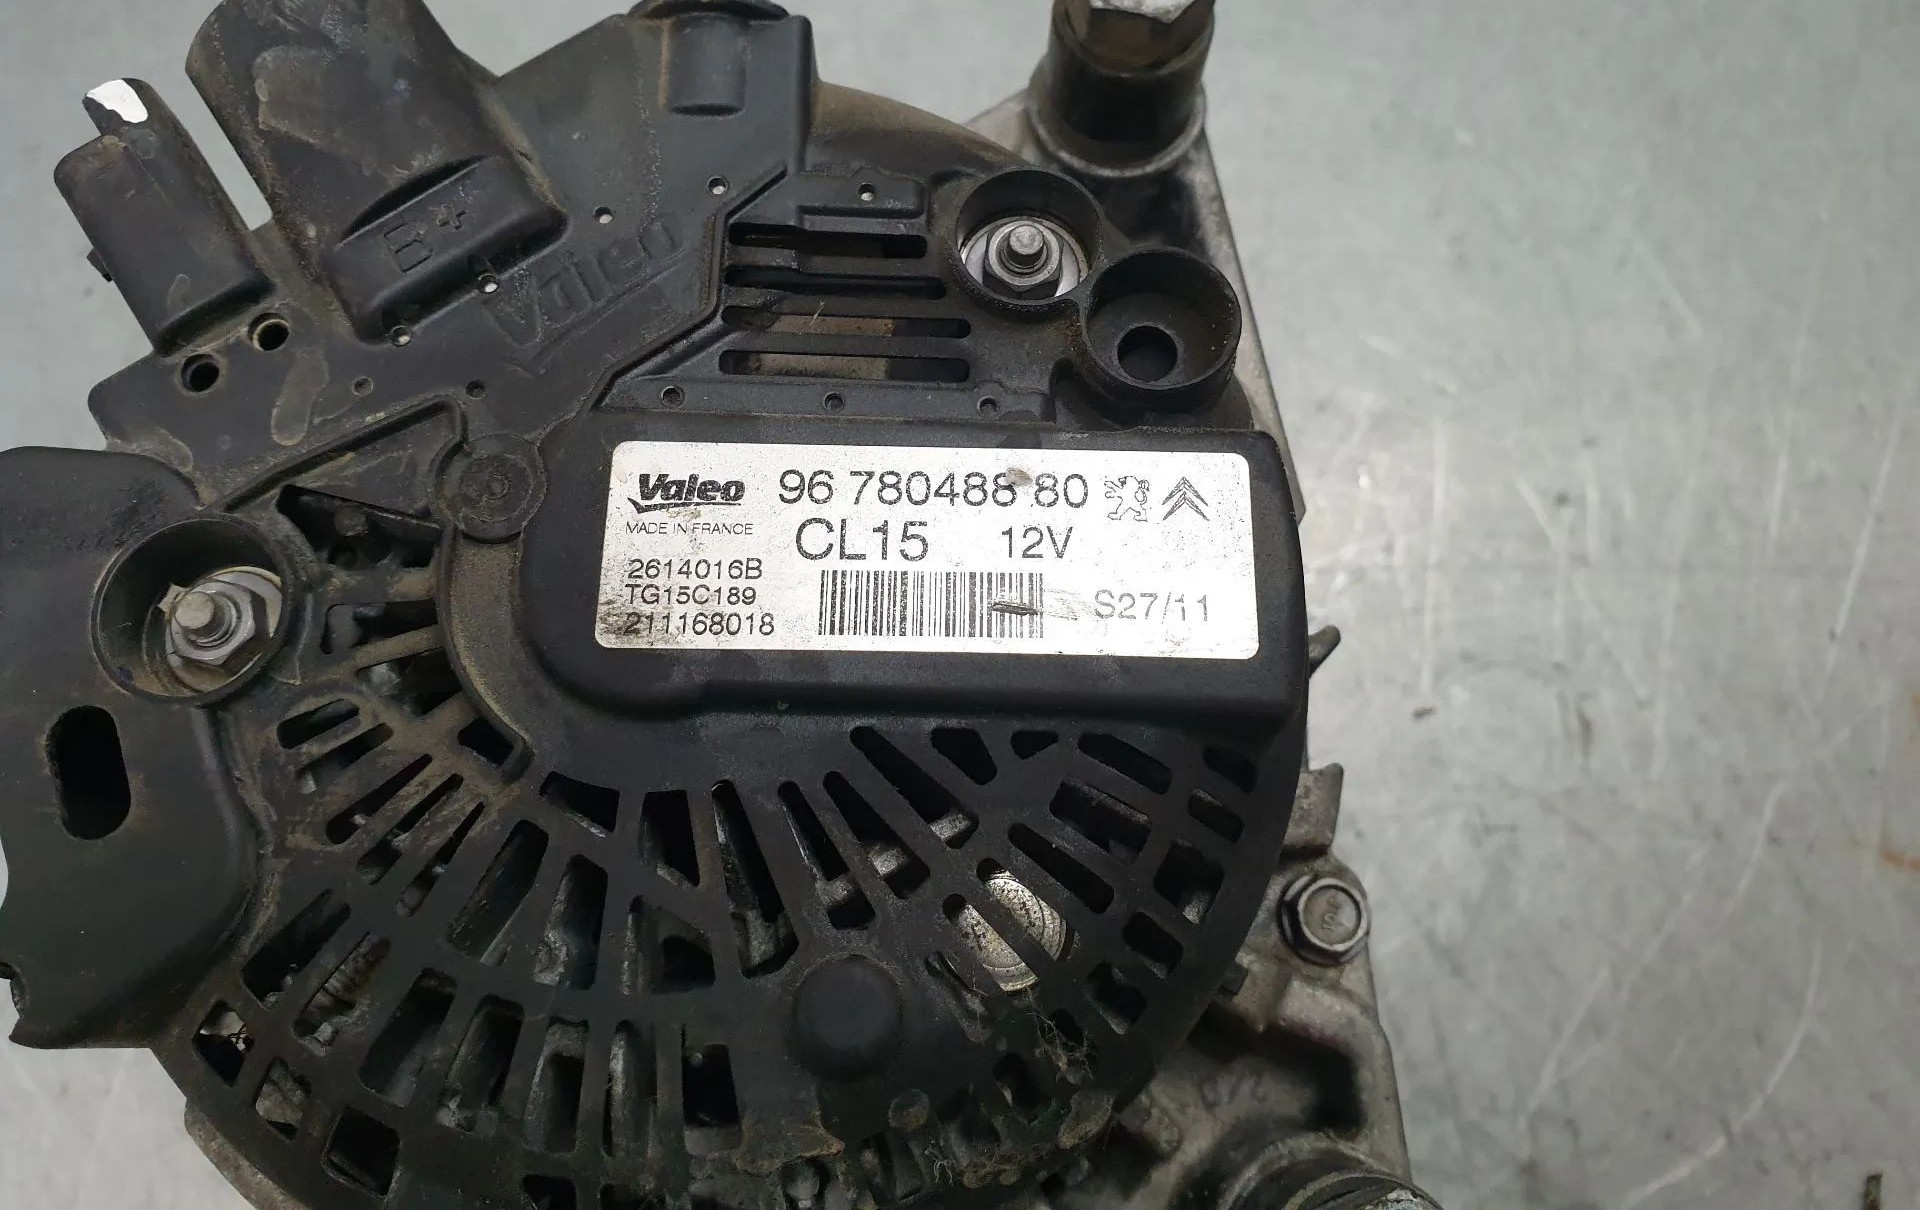 B+
Valeo
Valeo 96 780488 80
MADE IN FRANCE
CL15 12V
2614016B
TG15C189
211168018
S27/11